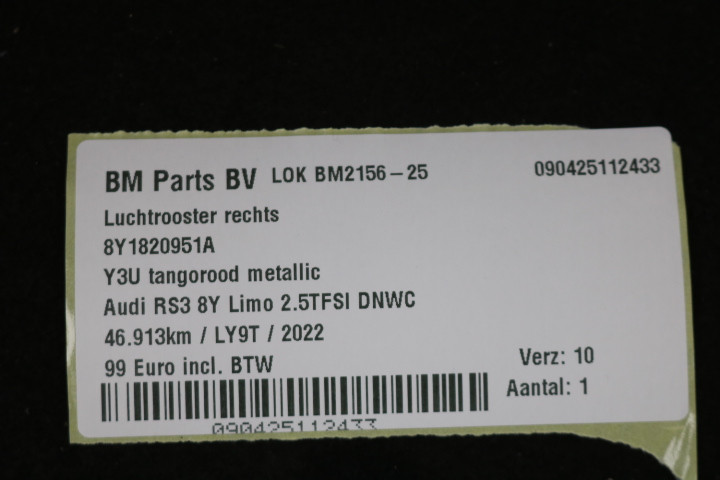 BM Parts BV LOK BM2156-25 090425112433
Luchtrooster rechts
8Y1820951A
Y3U tangorood metallic
Audi RS3 8Y Limo 2.5TFSI DNWC
46.913km / LY9T / 2022
99 Euro incl. BTW
Verz: 10
Aantal: 1
090425112433